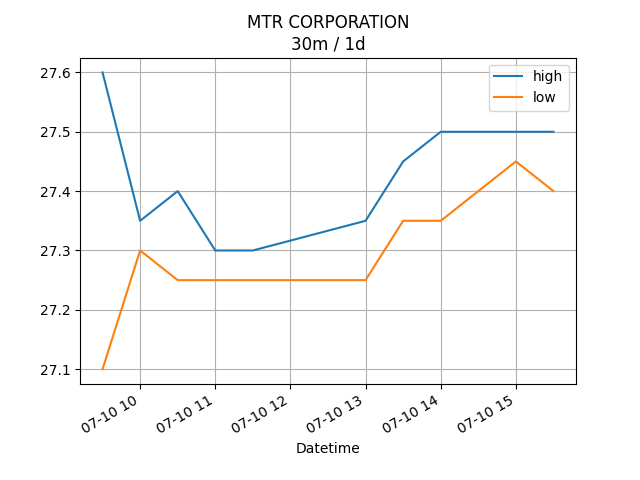 MTR CORPORATION
30m / 1d
high
low
27.6
27.5
27.4
27.3
27.2
27.1
07-10 10
07-10 11
07-10 12
07-10 13
07-10 14
07-10 15
Datetime